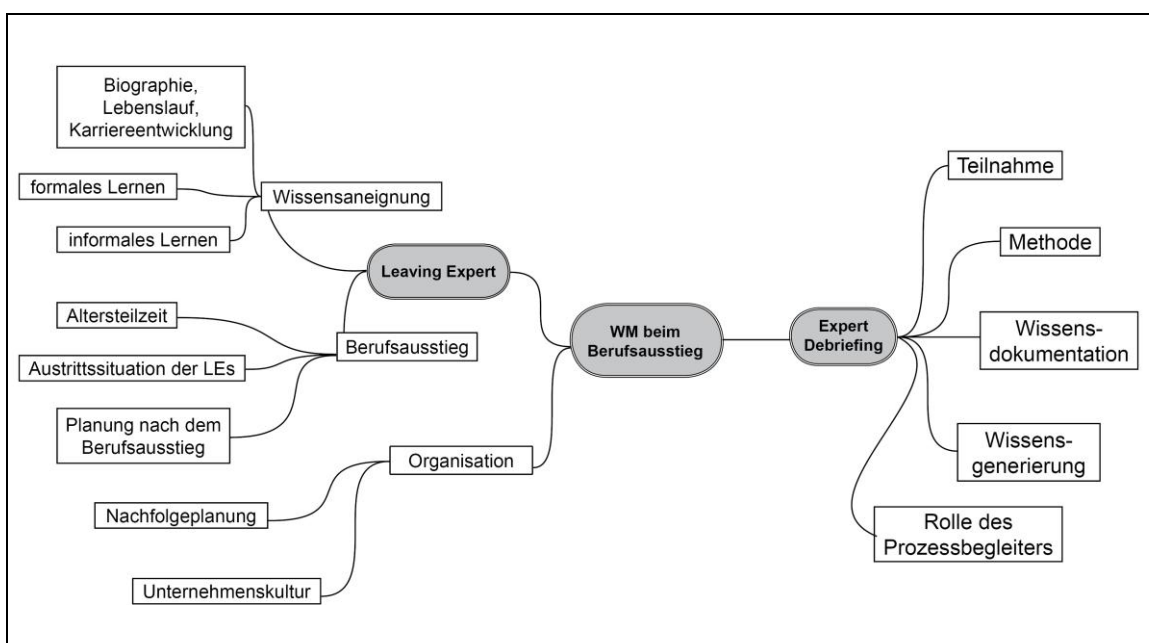 Biographie,
Lebenslauf,
Karriereentwicklung
formales Lernen
Wissensaneignung
informales Lernen
Leaving Expert
Altersteilzeit
Berufsausstieg
Austrittssituation der LEs
Planung nach dem
Berufsausstieg
Organisation
Nachfolgeplanung
Unternehmenskultur
WM beim
Berufsausstieg
Expert
Debriefing
Teilnahme
Methode
Wissens-
dokumentation
Wissens-
generierung
Rolle des
Prozessbegleiters